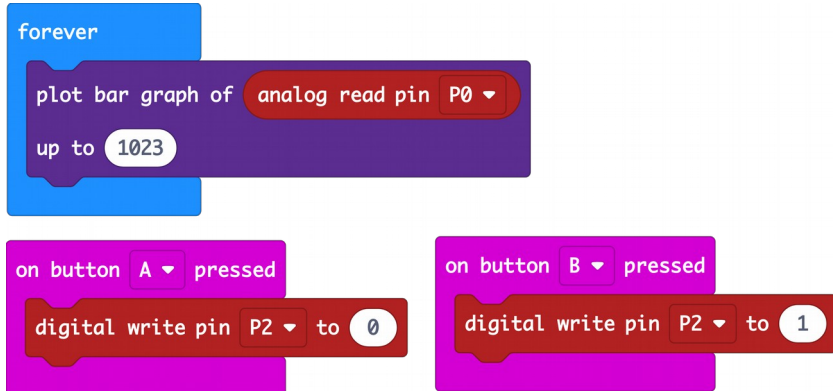 forever
plot bar graph of analog read pin P0
up to 1023
on button A pressed
digital write pin P2 to 0
on button B pressed
digital write pin P2 to 1